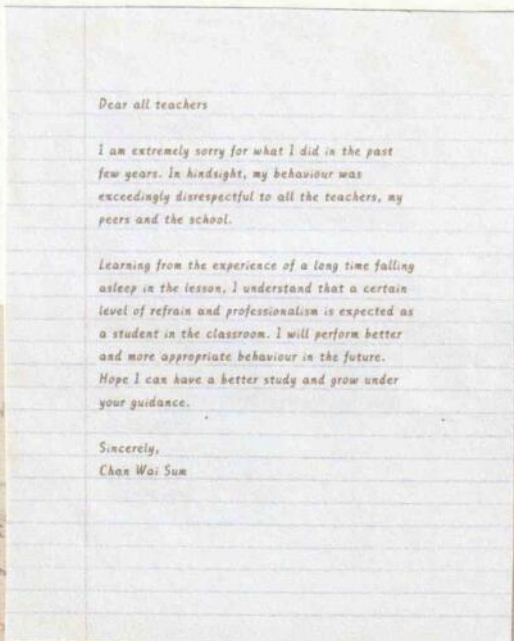 Dear all teachers
I am extremely sorry for what I did in the past
few years. In hindsight, my behaviour was
exceedingly disrespectful to all the teachers, my
peers and the school.
Learning from the experience of a long time falling
asleep in the lesson, I understand that a certain
level of refrain and professionalism is expected as
a student in the classroom. I will perform better
and more appropriate behaviour in the future.
Hope I can have a better study and grow under
your guidance.
Sincerely,
Chan Wai Sum